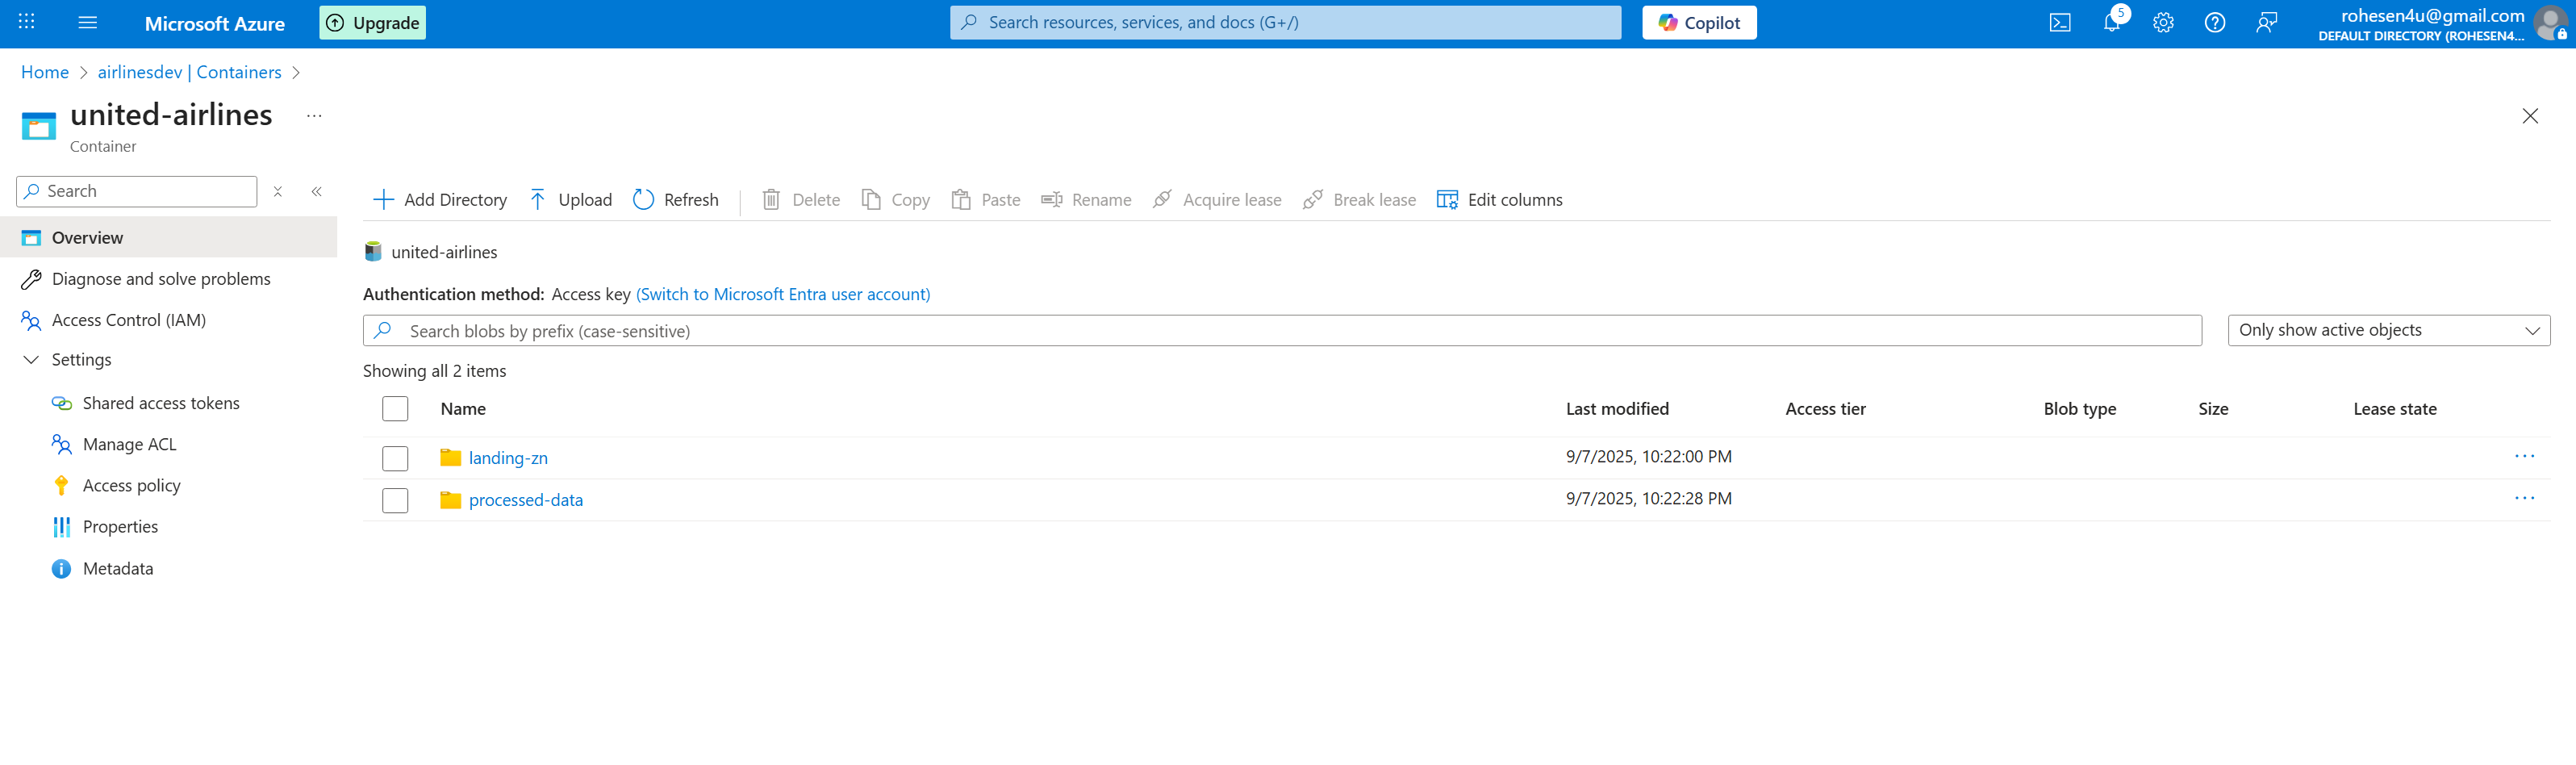 Microsoft Azure
Upgrade
Search resources, services, and docs (G+/)
Copilot
5
rohesen4u@gmail.com
DEFAULT DIRECTORY (ROHESEN4...
Home > airlinesdev | Containers >
united-airlines ...
Container
Search
Add Directory Upload Refresh Delete Copy Paste Rename Acquire lease Break lease Edit columns
Overview
Diagnose and solve problems
Access Control (IAM)
Settings
Shared access tokens
Manage ACL
Access policy
Properties
Metadata
united-airlines
Authentication method: Access key (Switch to Microsoft Entra user account)
Search blobs by prefix (case-sensitive)
Only show active objects
Showing all 2 items
Name Last modified Access tier Blob type Size Lease state
landing-zn 9/7/2025, 10:22:00 PM ...
processed-data 9/7/2025, 10:22:28 PM ...